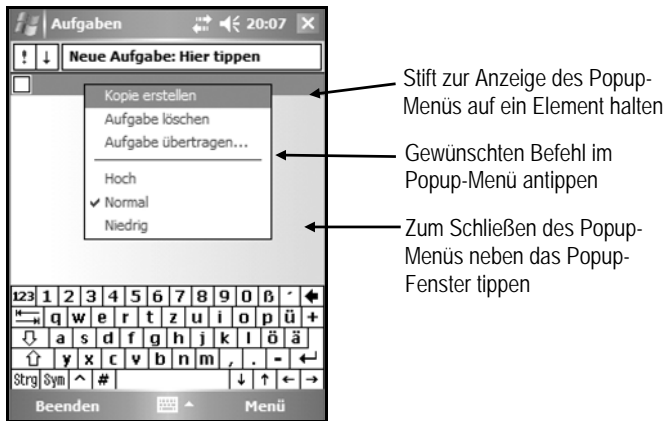 Aufgaben 20:07
! ↓ Neue Aufgabe: Hier tippen
Kopie erstellen
Aufgabe löschen
Aufgabe übertragen...
Hoch
✓ Normal
Niedrig
Stift zur Anzeige des Popup-
Menüs auf ein Element halten
Gewünschten Befehl im
Popup-Menü antippen
Zum Schließen des Popup-
Menüs neben das Popup-
Fenster tippen
123 1 2 3 4 5 6 7 8 9 0 ß ´
q w e r t z u i o p ü +
a s d f g h j k l ö ä
y x c v b n m , . -
Strg Sym ^ # ↓ ↑ ← →
Beenden Menü